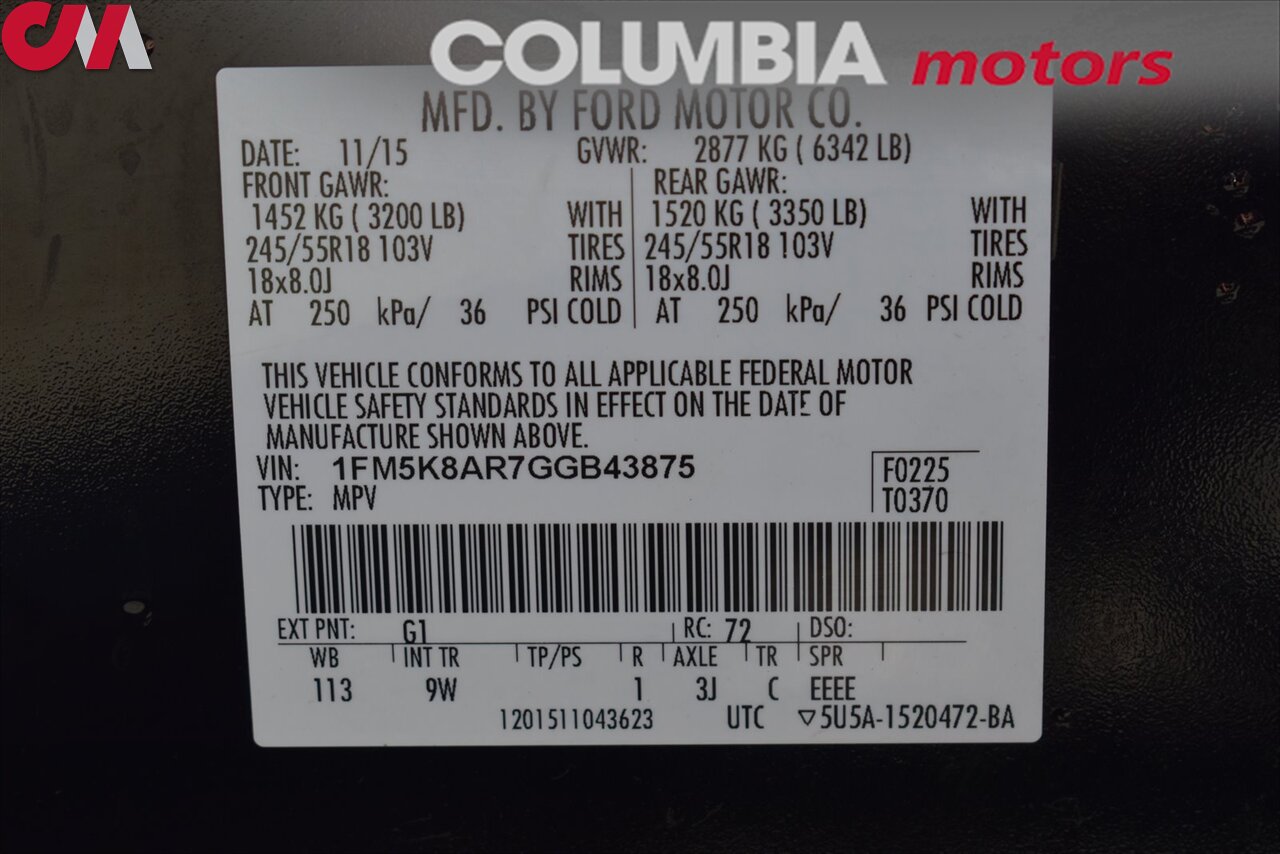 CM
COLUMBIA motors
MFD. BY FORD MOTOR CO.
DATE: 11/15 GVWR: 2877 KG ( 6342 LB)
FRONT GAWR: REAR GAWR:
1452 KG ( 3200 LB) WITH 1520 KG ( 3350 LB) WITH
245/55R18 103V TIRES 245/55R18 103V TIRES
18x8.0J RIMS 18x8.0J RIMS
AT 250 kPa/ 36 PSI COLD AT 250 kPa/ 36 PSI COLD
THIS VEHICLE CONFORMS TO ALL APPLICABLE FEDERAL MOTOR
VEHICLE SAFETY STANDARDS IN EFFECT ON THE DATE OF
MANUFACTURE SHOWN ABOVE.
VIN: 1FM5K8AR7GGB43875 F0225
TYPE: MPV T0370
EXT PNT: G1 RC: 72 DSO:
WB INT TR TP/PS R AXLE TR SPR
113 9W 1 3J C EEEE
1201511043623 UTC ▽5U5A-1520472-BA